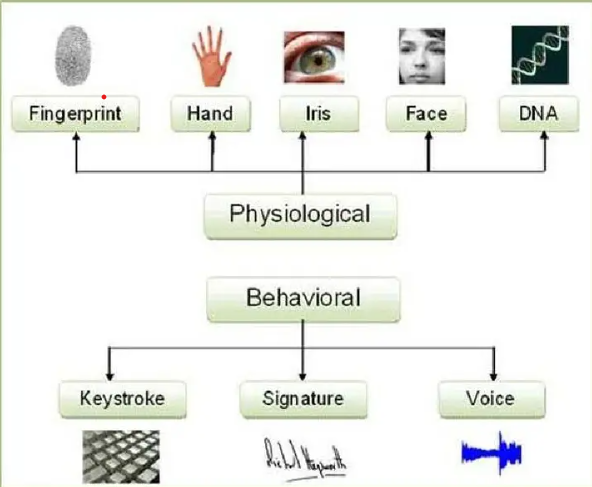 Fingerprint
Hand
Iris
Face
DNA
Physiological
Behavioral
Keystroke
Signature
Voice